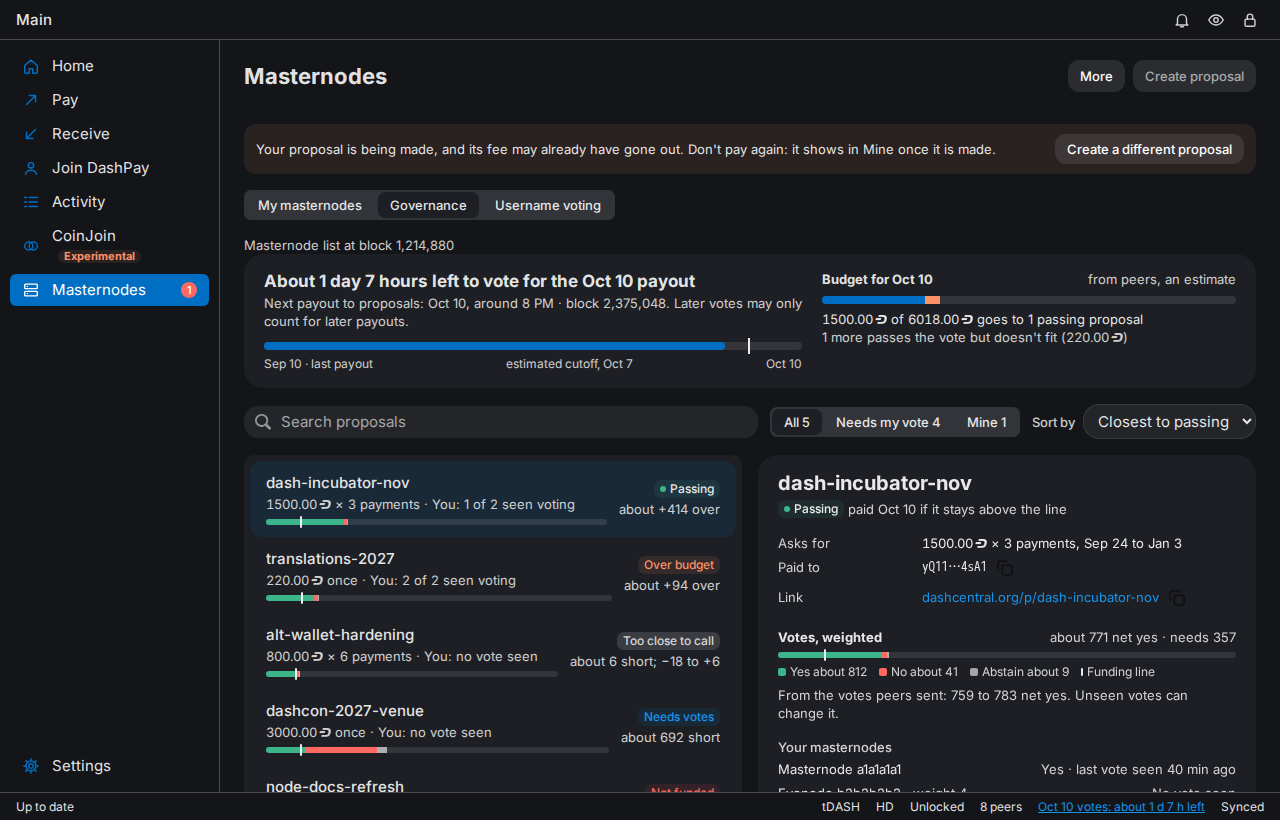 Main
Home
Pay
Receive
Join DashPay
Activity
CoinJoin
Experimental
Masternodes 1
Settings
Masternodes
More
Create proposal
Your proposal is being made, and its fee may already have gone out. Don't pay again: it shows in Mine once it is made.
Create a different proposal
My masternodes
Governance
Username voting
Masternode list at block 1,214,880
About 1 day 7 hours left to vote for the Oct 10 payout
Next payout to proposals: Oct 10, around 8 PM · block 2,375,048. Later votes may only
count for later payouts.
Sep 10 · last payout
estimated cutoff, Oct 7
Oct 10
Budget for Oct 10
from peers, an estimate
1500.00 of 6018.00 goes to 1 passing proposal
1 more passes the vote but doesn't fit (220.00)
Search proposals
All 5
Needs my vote 4
Mine 1
Sort by
Closest to passing
dash-incubator-nov
Passing
1500.00 × 3 payments · You: 1 of 2 seen voting
about +414 over
translations-2027
Over budget
220.00 once · You: 2 of 2 seen voting
about +94 over
alt-wallet-hardening
Too close to call
800.00 × 6 payments · You: no vote seen
about 6 short; −18 to +6
dashcon-2027-venue
Needs votes
3000.00 once · You: no vote seen
about 692 short
node-docs-refresh
Not funded
dash-incubator-nov
Passing
paid Oct 10 if it stays above the line
Asks for
1500.00 × 3 payments, Sep 24 to Jan 3
Paid to
yQ11···4sA1
Link
dashcentral.org/p/dash-incubator-nov
Votes, weighted
about 771 net yes · needs 357
Yes about 812
No about 41
Abstain about 9
Funding line
From the votes peers sent: 759 to 783 net yes. Unseen votes can
change it.
Your masternodes
Masternode a1a1a1a1
Yes · last vote seen 40 min ago
Evonode b2b2b2b2 · weight 4
No vote seen
Up to date
tDASH
HD
Unlocked
8 peers
Oct 10 votes: about 1 d 7 h left
Synced